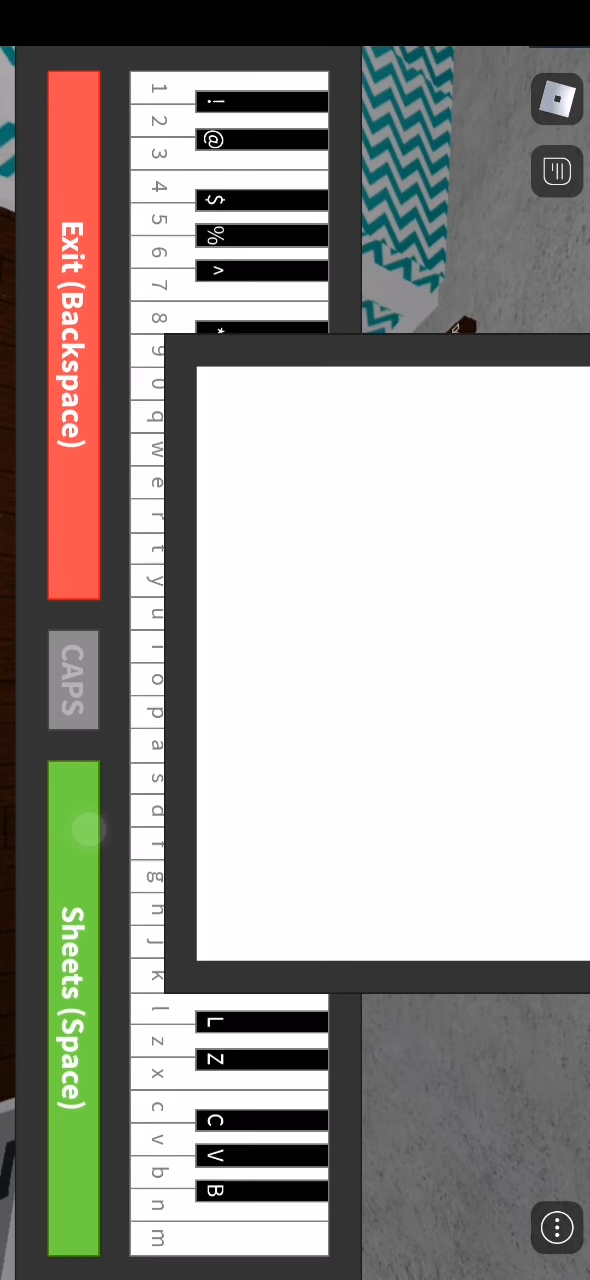 ! @ $ % ^ *
1 2 3 4 5 6 7 8 9 0 q w e r t y u i o p a s d f g h j k l z x c v b n m
L Z C V B
Exit (Backspace)
CAPS
Sheets (Space)